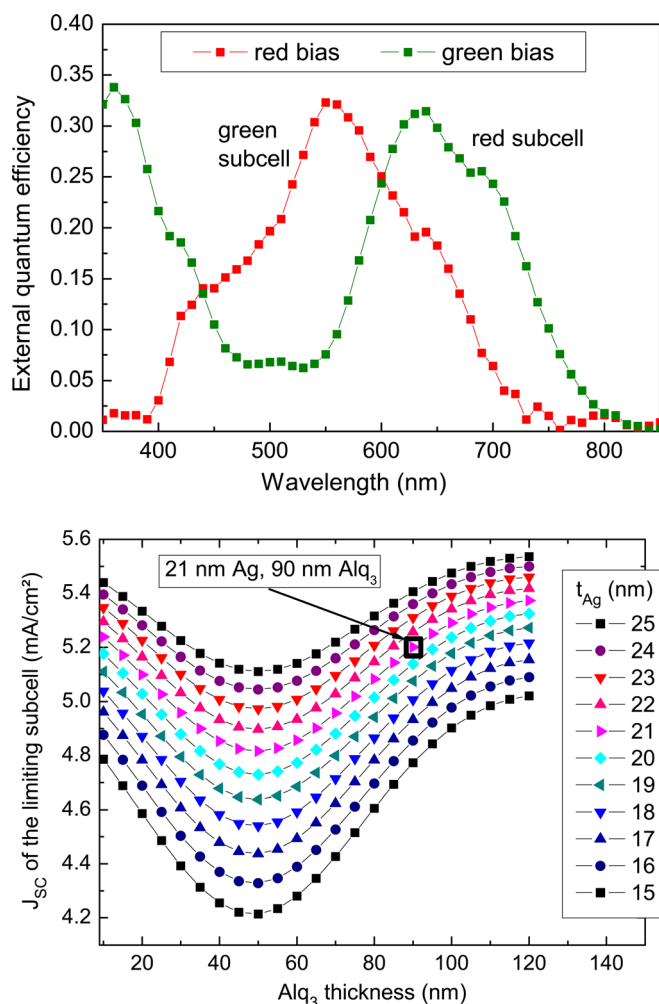 red bias green bias
green
subcell
red subcell
External quantum efficiency
0.40
0.35
0.30
0.25
0.20
0.15
0.10
0.05
0.00
400 500 600 700 800
Wavelength (nm)
21 nm Ag, 90 nm Alq₃
J_SC of the limiting subcell (mA/cm²)
5.6
5.4
5.2
5.0
4.8
4.6
4.4
4.2
20 40 60 80 100 120 140
Alq₃ thickness (nm)
t_Ag (nm)
25
24
23
22
21
20
19
18
17
16
15